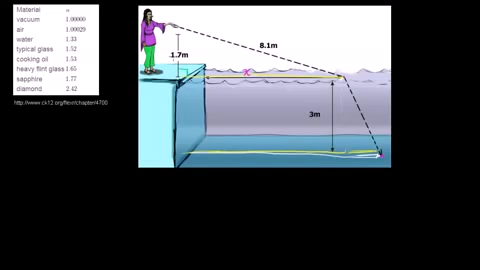 Material n
vacuum 1.00000
air 1.00029
water 1.33
typical glass 1.52
cooking oil 1.53
heavy flint glass 1.65
sapphire 1.77
diamond 2.42
http://www.ck12.org/flexr/chapter/4700
8.1m
1.7m
x
3m